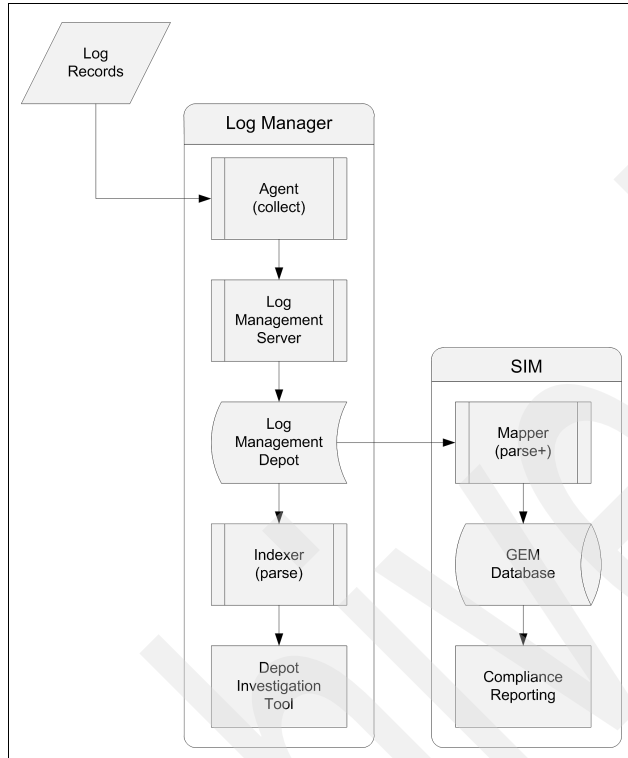 Log
Records
Log Manager
Agent
(collect)
Log
Management
Server
Log
Management
Depot
Indexer
(parse)
Depot
Investigation
Tool
SIM
Mapper
(parse+)
GEM
Database
Compliance
Reporting